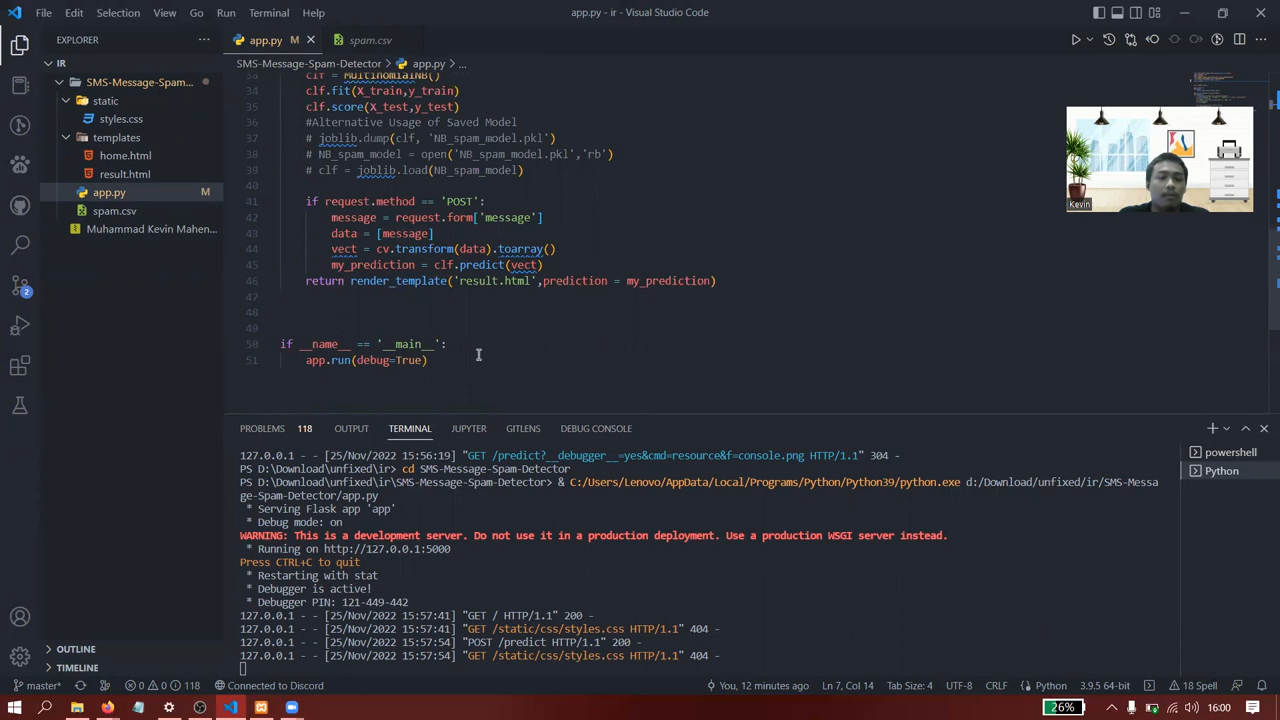 File Edit Selection View Go Run Terminal Help
app.py - ir - Visual Studio Code
EXPLORER
IR
SMS-Message-Spam...
static
styles.css
templates
home.html
result.html
app.py M
spam.csv
Muhammad Kevin Mahen...
OUTLINE
TIMELINE
2
app.py M
spam.csv
SMS-Message-Spam-Detector > app.py > ...
33 clf = MultinomialNB()
34 clf.fit(X_train,y_train)
35 clf.score(X_test,y_test)
36 #Alternative Usage of Saved Model
37 # joblib.dump(clf, 'NB_spam_model.pkl')
38 # NB_spam_model = open('NB_spam_model.pkl','rb')
39 # clf = joblib.load(NB_spam_model)
40
41 if request.method == 'POST':
42 message = request.form['message']
43 data = [message]
44 vect = cv.transform(data).toarray()
45 my_prediction = clf.predict(vect)
46 return render_template('result.html',prediction = my_prediction)
47
48
49
50 if __name__ == '__main__':
51 app.run(debug=True)
Kevin
PROBLEMS 118 OUTPUT TERMINAL JUPYTER GITLENS DEBUG CONSOLE
powershell
Python
127.0.0.1 - - [25/Nov/2022 15:56:19] "GET /predict?__debugger__=yes&cmd=resource&f=console.png HTTP/1.1" 304 -
PS D:\Download\unfixed\ir> cd SMS-Message-Spam-Detector
PS D:\Download\unfixed\ir\SMS-Message-Spam-Detector> & C:/Users/Lenovo/AppData/Local/Programs/Python/Python39/python.exe d:/Download/unfixed/ir/SMS-Messa
ge-Spam-Detector/app.py
* Serving Flask app 'app'
* Debug mode: on
WARNING: This is a development server. Do not use it in a production deployment. Use a production WSGI server instead.
* Running on http://127.0.0.1:5000
Press CTRL+C to quit
* Restarting with stat
* Debugger is active!
* Debugger PIN: 121-449-442
127.0.0.1 - - [25/Nov/2022 15:57:41] "GET / HTTP/1.1" 200 -
127.0.0.1 - - [25/Nov/2022 15:57:41] "GET /static/css/styles.css HTTP/1.1" 404 -
127.0.0.1 - - [25/Nov/2022 15:57:54] "POST /predict HTTP/1.1" 200 -
127.0.0.1 - - [25/Nov/2022 15:57:54] "GET /static/css/styles.css HTTP/1.1" 404 -
master* 0 0 118 Connected to Discord You, 12 minutes ago Ln 7, Col 14 Tab Size: 4 UTF-8 CRLF Python 3.9.5 64-bit 18 Spell
26% 16:00